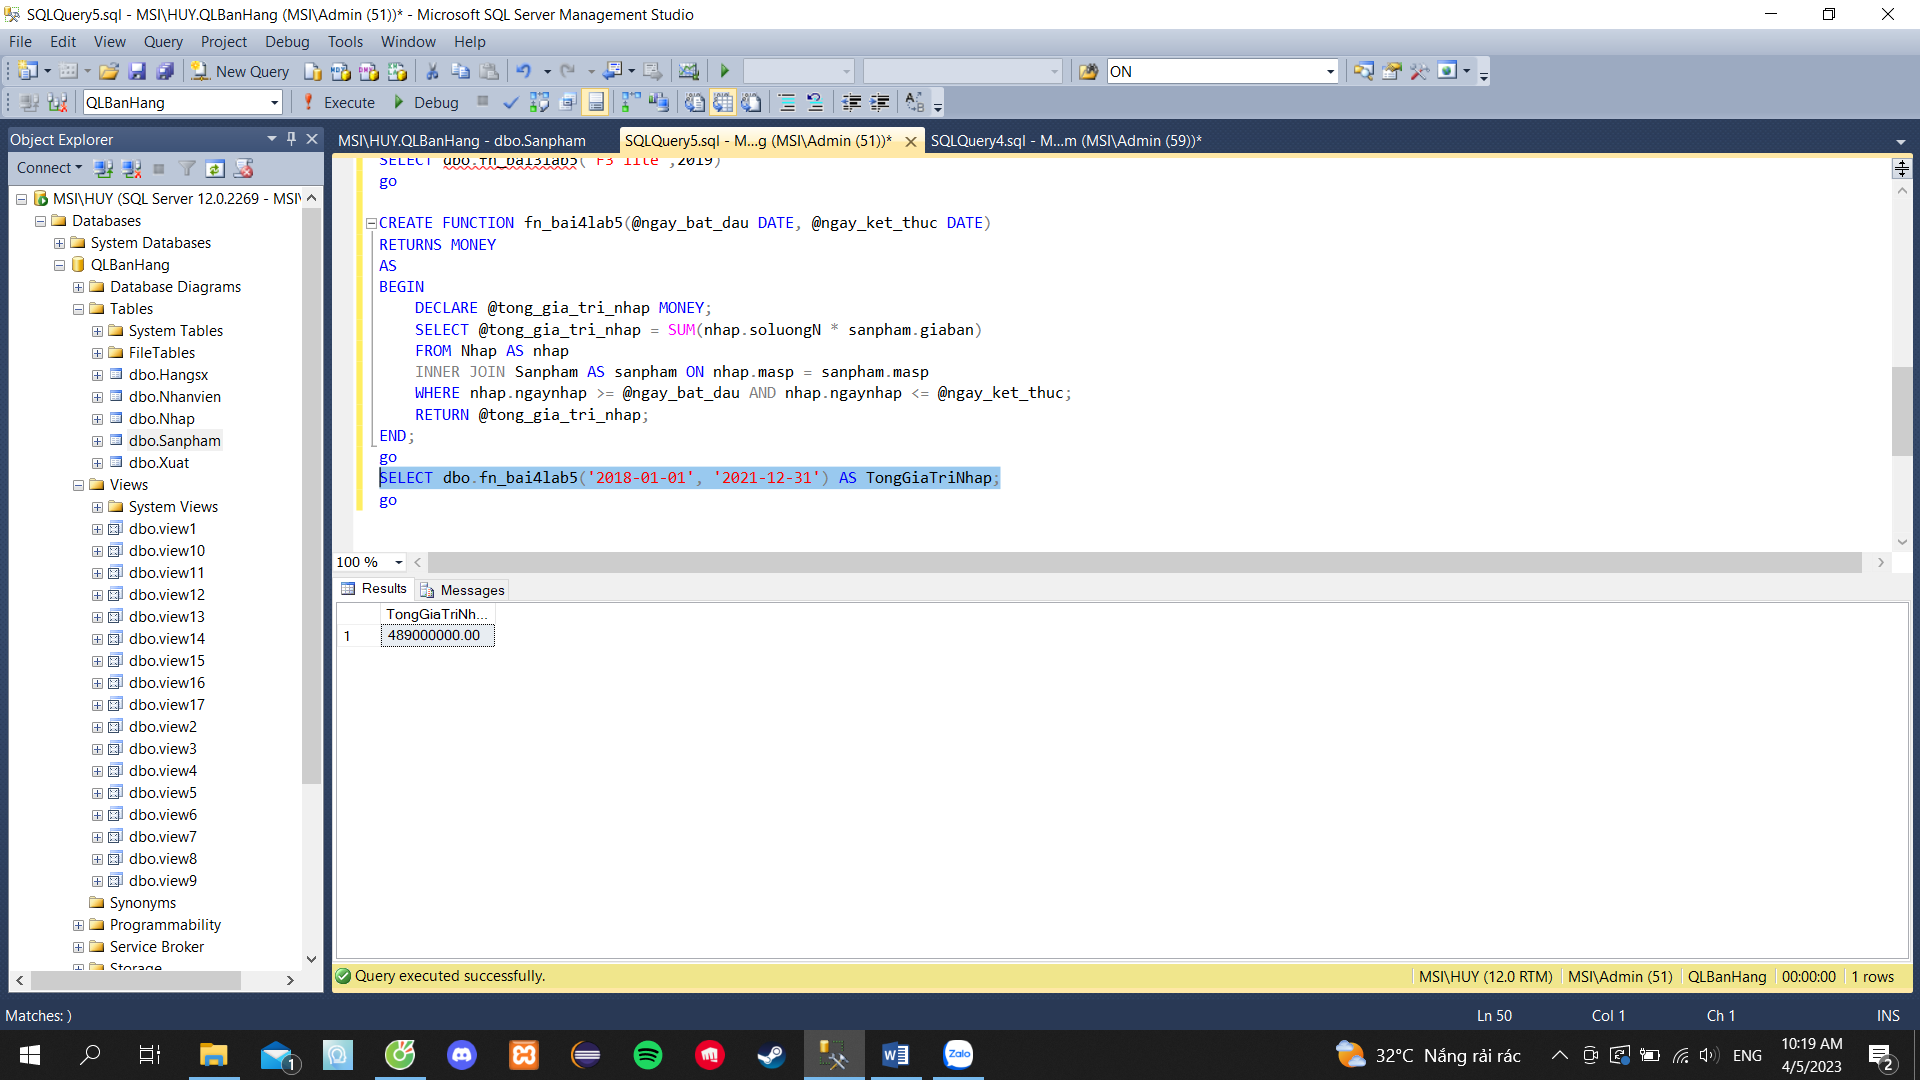 SQLQuery5.sql - MSI\HUY.QLBanHang (MSI\Admin (51))* - Microsoft SQL Server Management Studio
File Edit View Query Project Debug Tools Window Help
New Query
ON
QLBanHang
Execute
Debug
Object Explorer
Connect
MSI\HUY (SQL Server 12.0.2269 - MSI\
Databases
System Databases
QLBanHang
Database Diagrams
Tables
System Tables
FileTables
dbo.Hangsx
dbo.Nhanvien
dbo.Nhap
dbo.Sanpham
dbo.Xuat
Views
System Views
dbo.view1
dbo.view10
dbo.view11
dbo.view12
dbo.view13
dbo.view14
dbo.view15
dbo.view16
dbo.view17
dbo.view2
dbo.view3
dbo.view4
dbo.view5
dbo.view6
dbo.view7
dbo.view8
dbo.view9
Synonyms
Programmability
Service Broker
Storage
MSI\HUY.QLBanHang - dbo.Sanpham
SQLQuery5.sql - M...g (MSI\Admin (51))*
SQLQuery4.sql - M...m (MSI\Admin (59))*
SELECT dbo.fn_bai3lab5('F3 lite',2019)
go
CREATE FUNCTION fn_bai4lab5(@ngay_bat_dau DATE, @ngay_ket_thuc DATE)
RETURNS MONEY
AS
BEGIN
DECLARE @tong_gia_tri_nhap MONEY;
SELECT @tong_gia_tri_nhap = SUM(nhap.soluongN * sanpham.giaban)
FROM Nhap AS nhap
INNER JOIN Sanpham AS sanpham ON nhap.masp = sanpham.masp
WHERE nhap.ngaynhap >= @ngay_bat_dau AND nhap.ngaynhap <= @ngay_ket_thuc;
RETURN @tong_gia_tri_nhap;
END;
go
SELECT dbo.fn_bai4lab5('2018-01-01', '2021-12-31') AS TongGiaTriNhap;
go
100 %
Results
Messages
TongGiaTriNh...
1 489000000.00
Query executed successfully.
MSI\HUY (12.0 RTM) MSI\Admin (51) QLBanHang 00:00:00 1 rows
Matches: )
Ln 50 Col 1 Ch 1 INS
1
Zalo
32°C Nắng rải rác
ENG
10:19 AM
4/5/2023
2